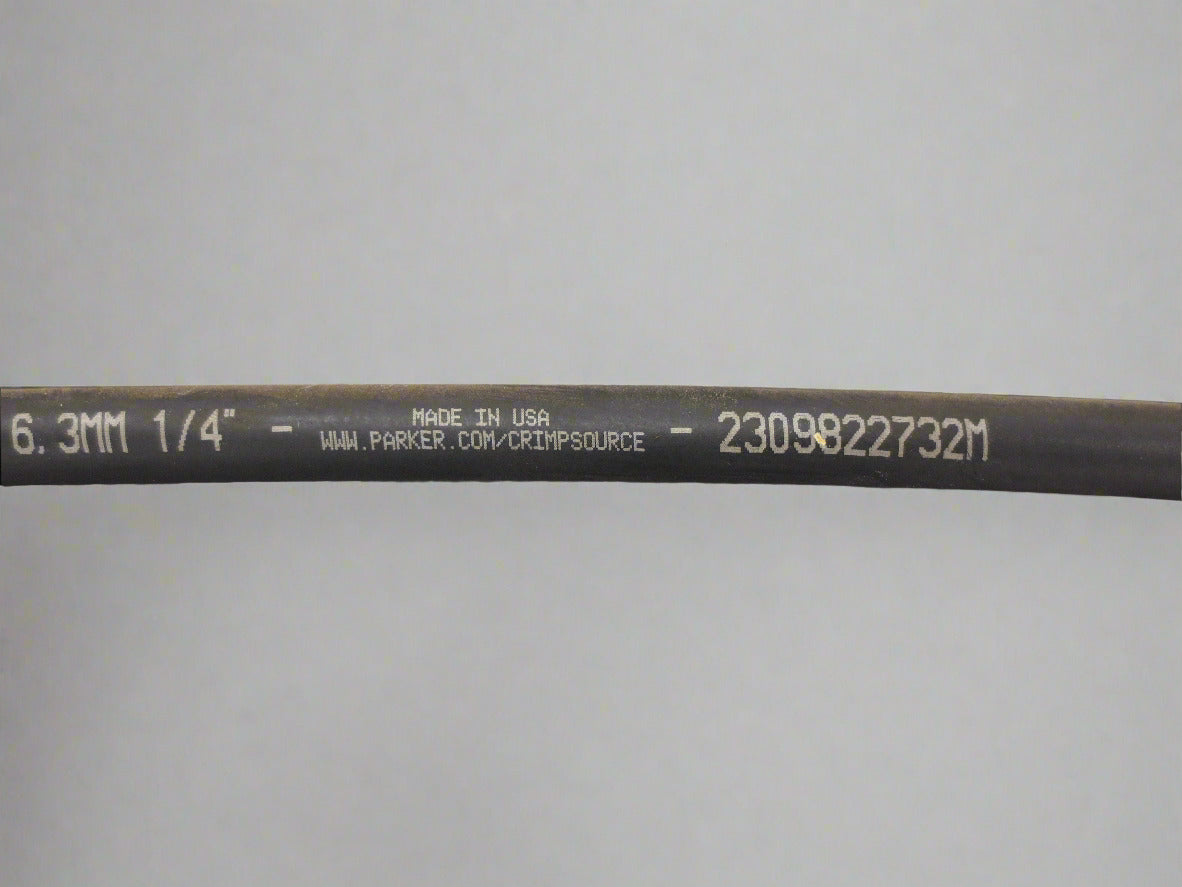 6.3MM 1/4" - MADE IN USA
WWW.PARKER.COM/CRIMPSOURCE - 2309822732M